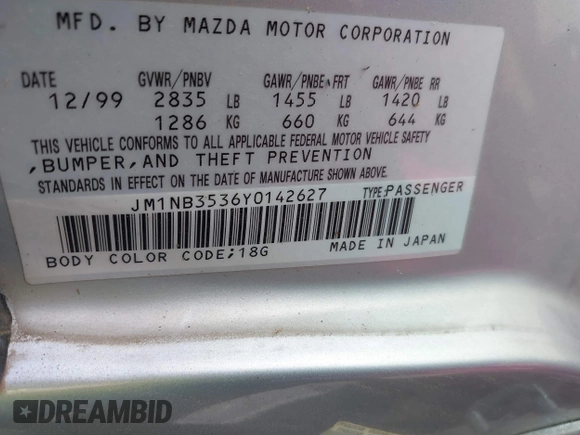 MFD. BY MAZDA MOTOR CORPORATION
DATE GVWR/PNBV GAWR/PNBE FRT GAWR/PNBE RR
12/99 2835 LB 1455 LB 1420 LB
1286 KG 660 KG 644 KG
THIS VEHICLE CONFORMS TO ALL APPLICABLE FEDERAL MOTOR VEHICLE SAFETY
,BUMPER,AND THEFT PREVENTION
STANDARDS IN EFFECT ON THE DATE OF MANUFACTURE SHOWN ABOVE.
JM1NB3536Y0142627 TYPE:PASSENGER
BODY COLOR CODE;18G MADE IN JAPAN
DREAMBID